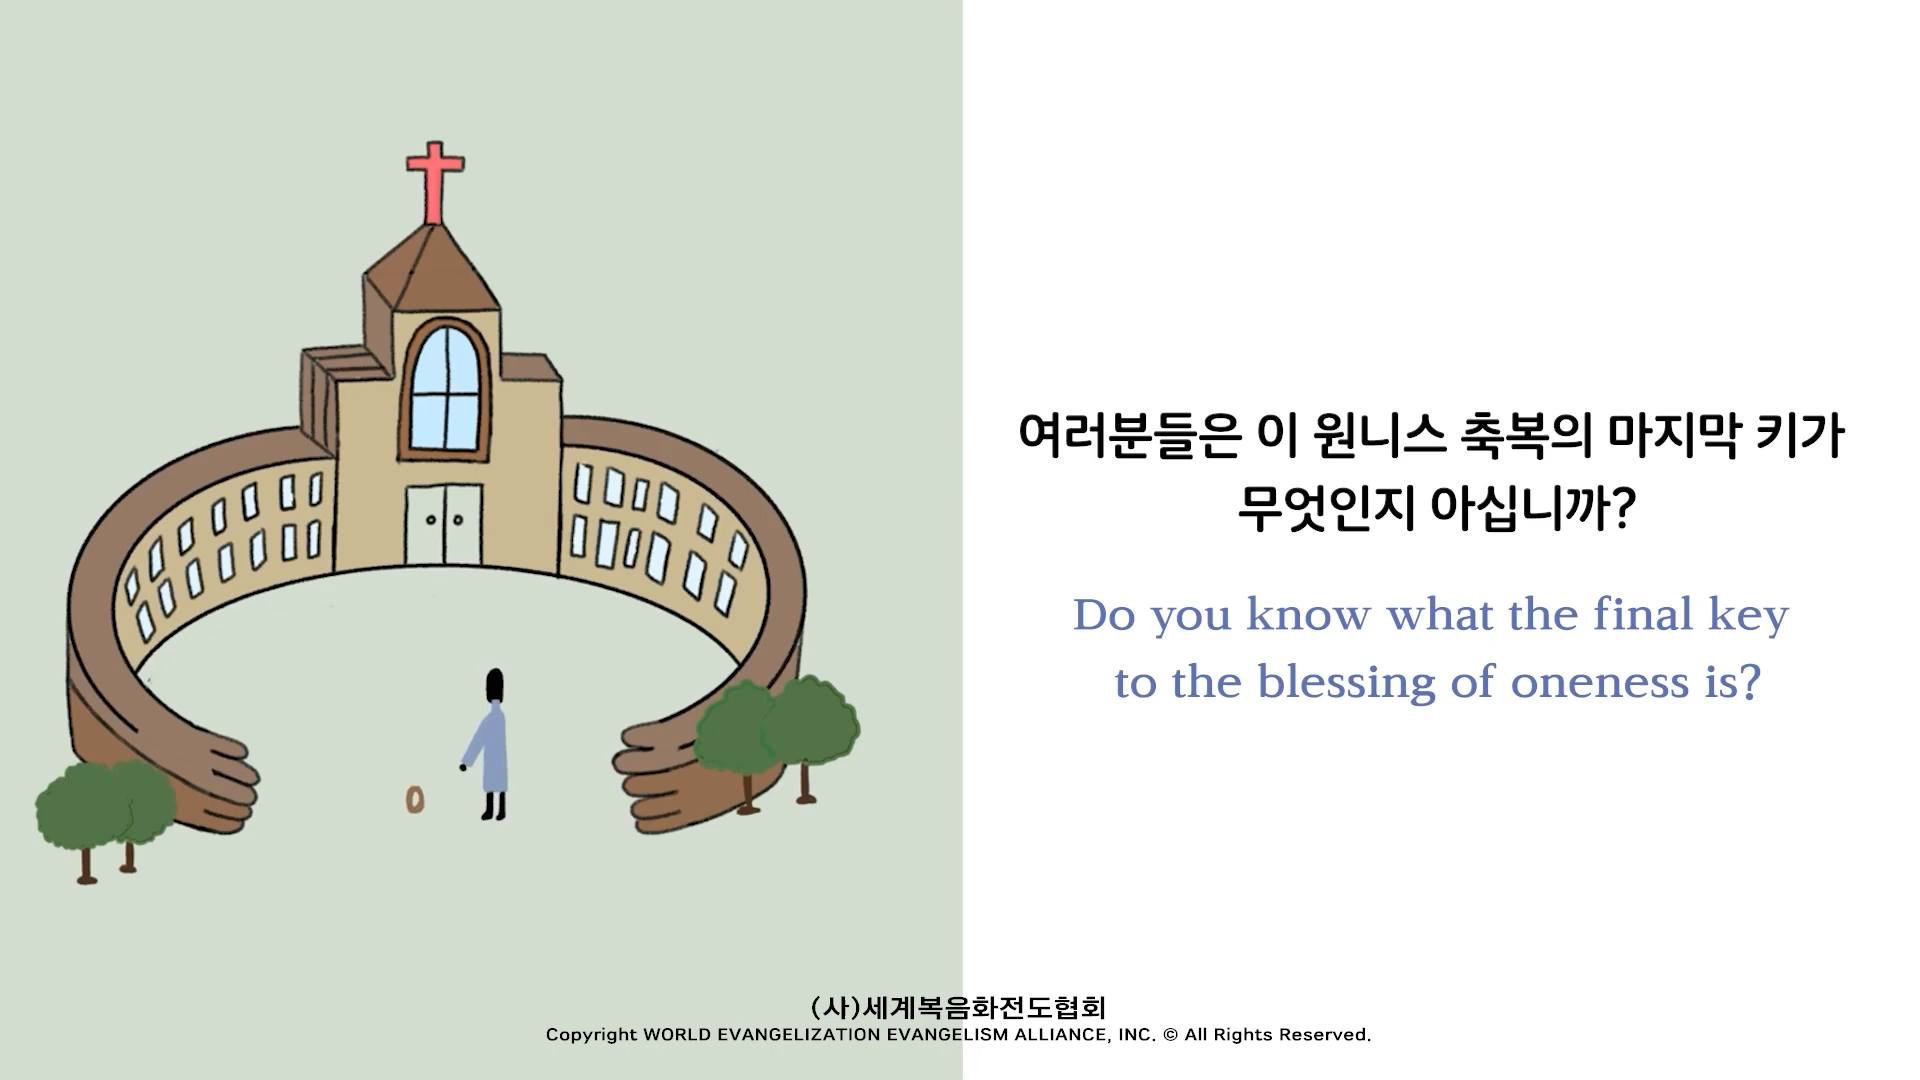 여러분들은 이 원니스 축복의 마지막 키가
무엇인지 아십니까?
Do you know what the final key
to the blessing of oneness is?
(사)세계복음화전도협회
Copyright WORLD EVANGELIZATION EVANGELISM ALLIANCE, INC. © All Rights Reserved.